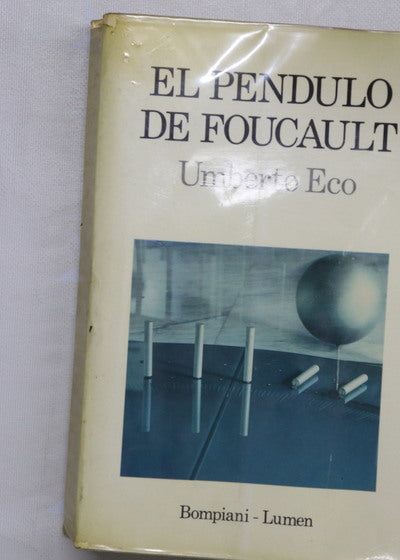 EL PENDULO
DE FOUCAULT
Umberto Eco
Bompiani - Lumen